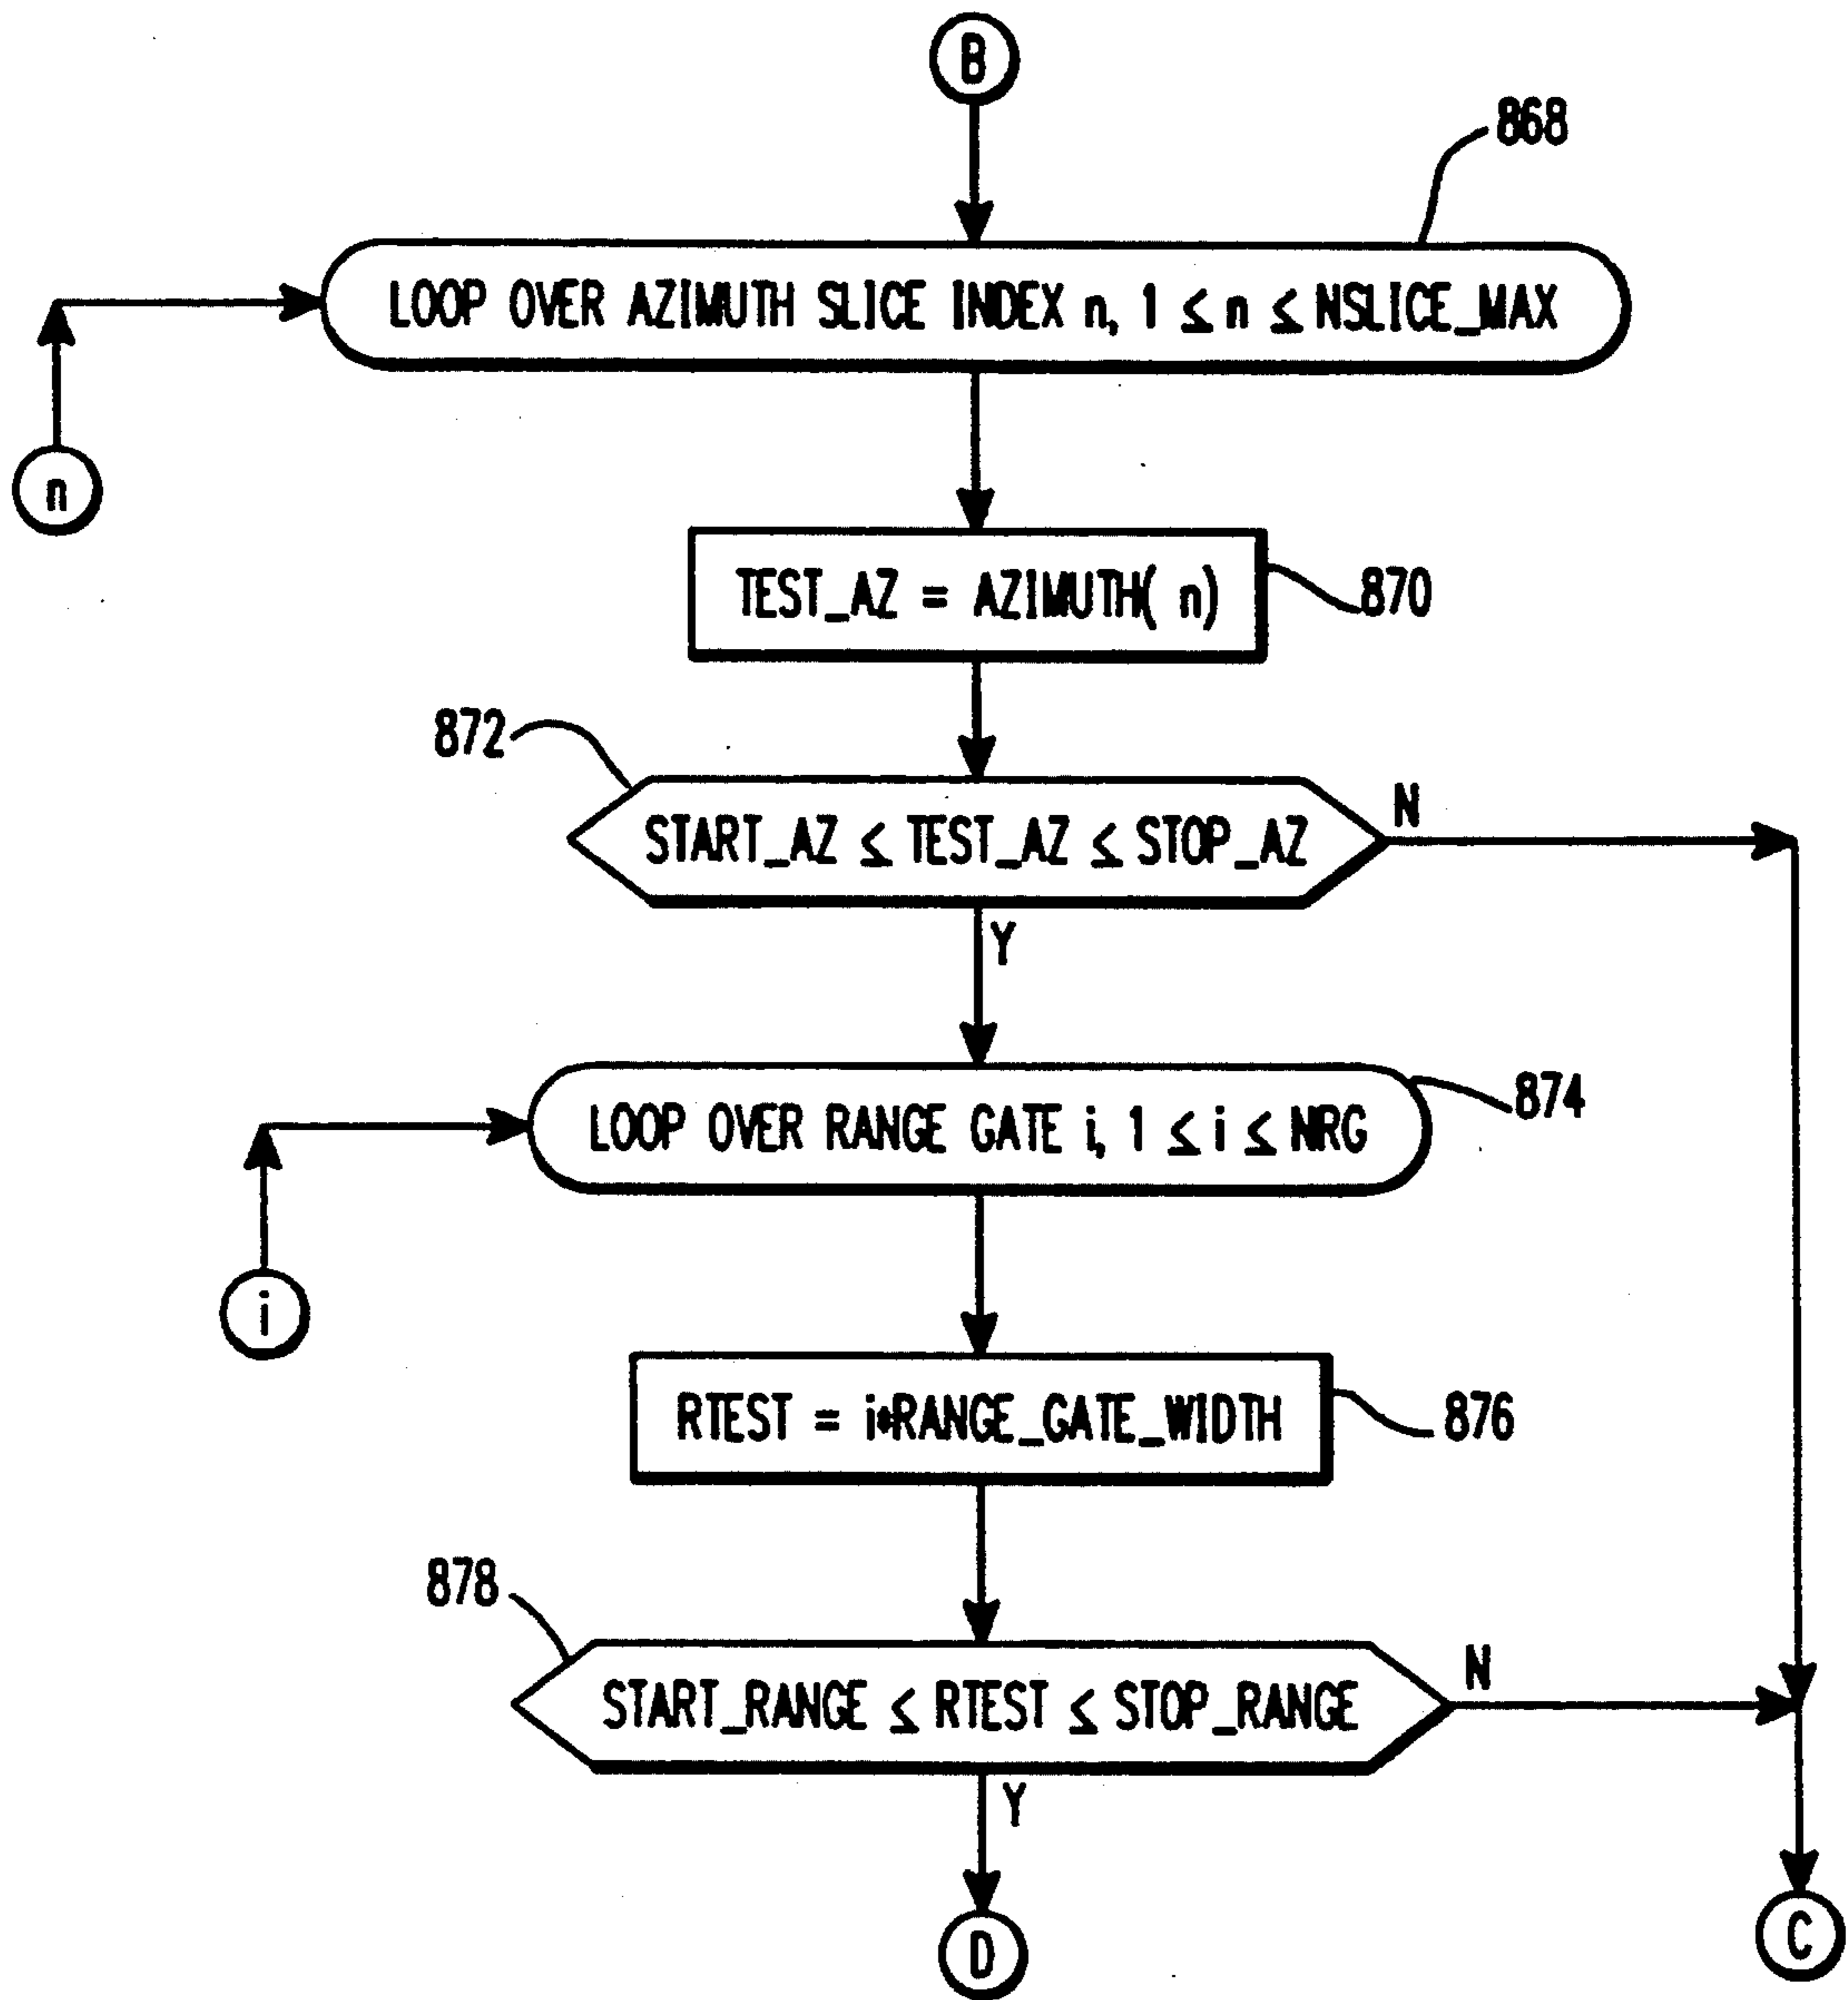 B
868
LOOP OVER AZIMUTH SLICE INDEX n, 1 ≤ n ≤ NSLICE_MAX
n
TEST_AZ = AZIMUTH( n)
870
872
START_AZ ≤ TEST_AZ ≤ STOP_AZ
N
Y
874
LOOP OVER RANGE GATE i, 1 ≤ i ≤ NRG
i
RTEST = i*RANGE_GATE_WIDTH
876
878
START_RANGE ≤ RTEST ≤ STOP_RANGE
N
Y
D
C